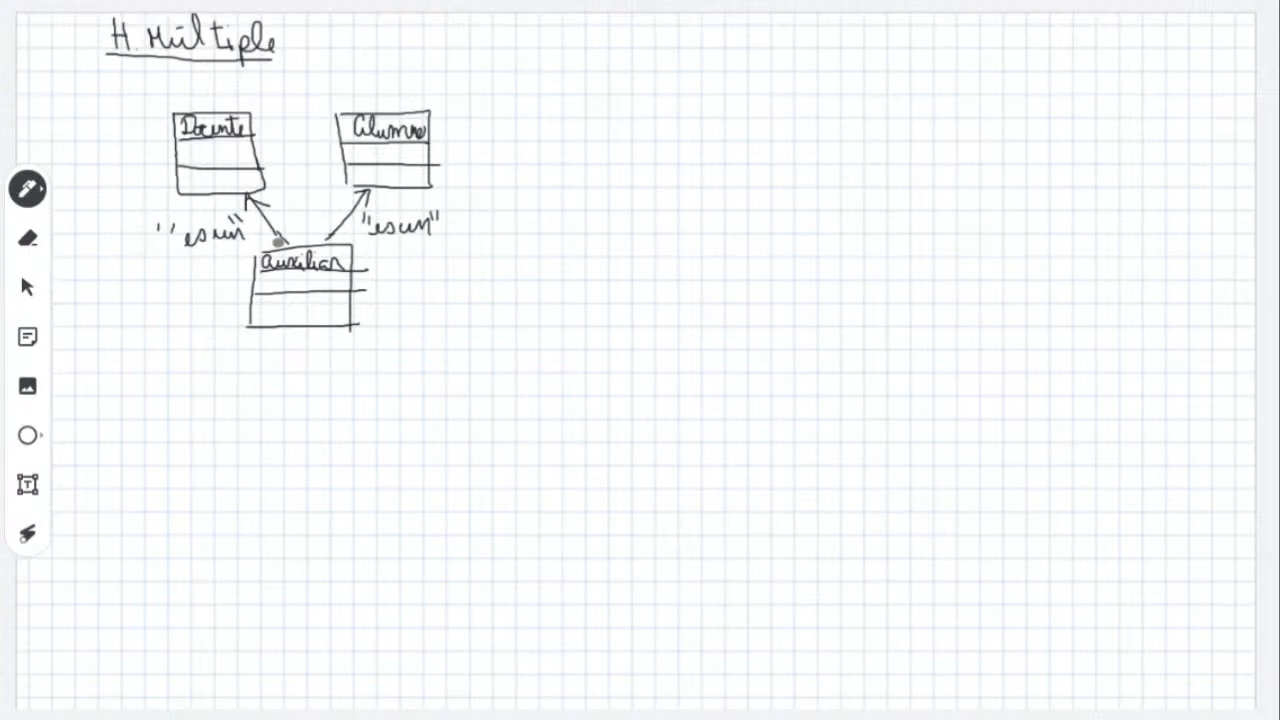 H. Múltiple
Docente
Alumno
"es un"
"es un"
Auxiliar